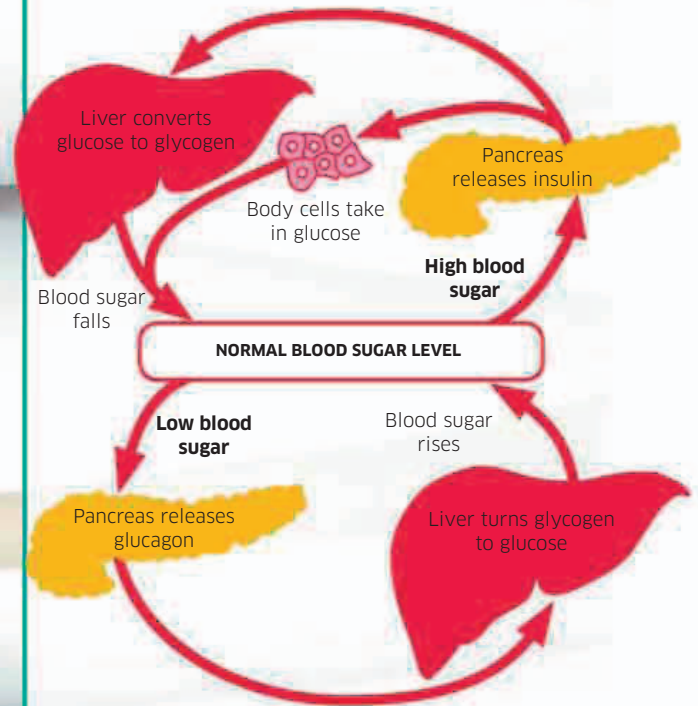 Liver converts
glucose to glycogen
Pancreas
releases insulin
Body cells take
in glucose
High blood
sugar
Blood sugar
falls
NORMAL BLOOD SUGAR LEVEL
Low blood
sugar
Blood sugar
rises
Pancreas releases
glucagon
Liver turns glycogen
to glucose